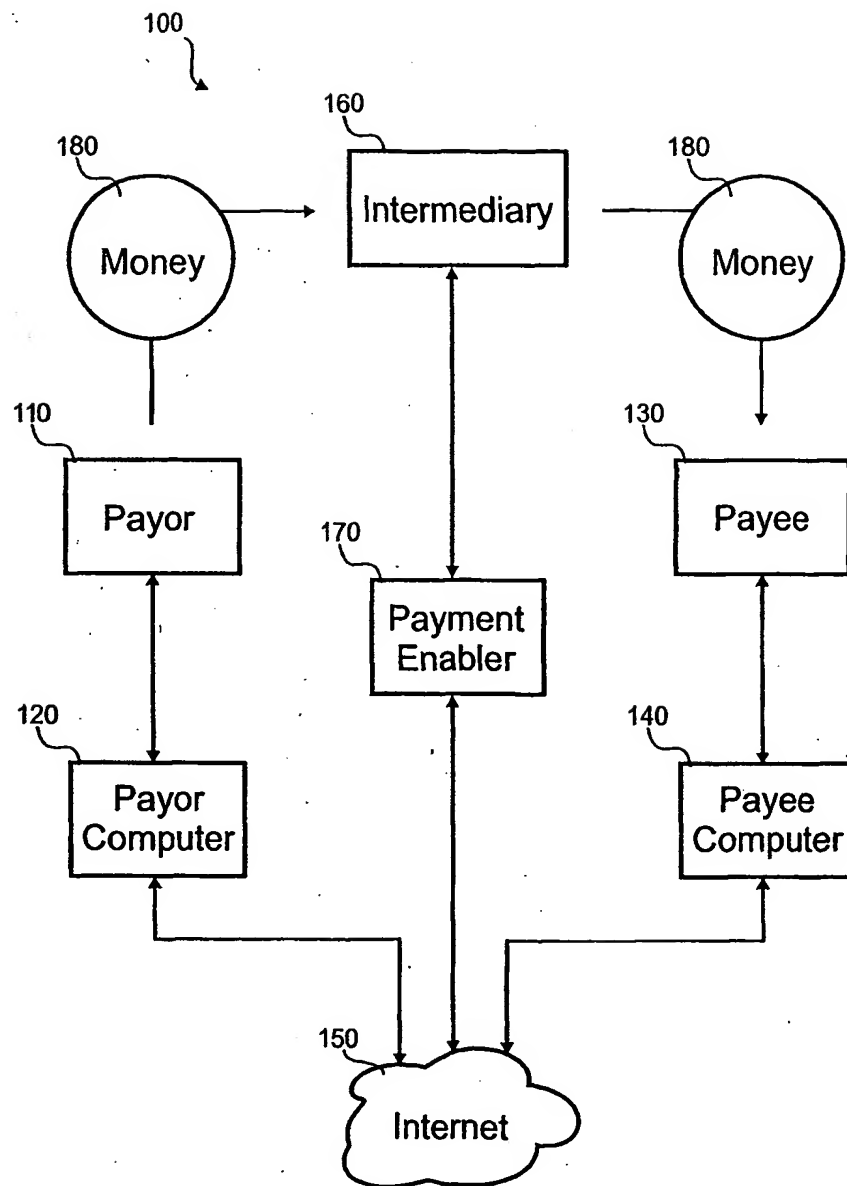 100
160
180
180
Intermediary
Money
Money
110
130
Payor
Payee
170
Payment
Enabler
120
140
Payor
Computer
Payee
Computer
150
Internet